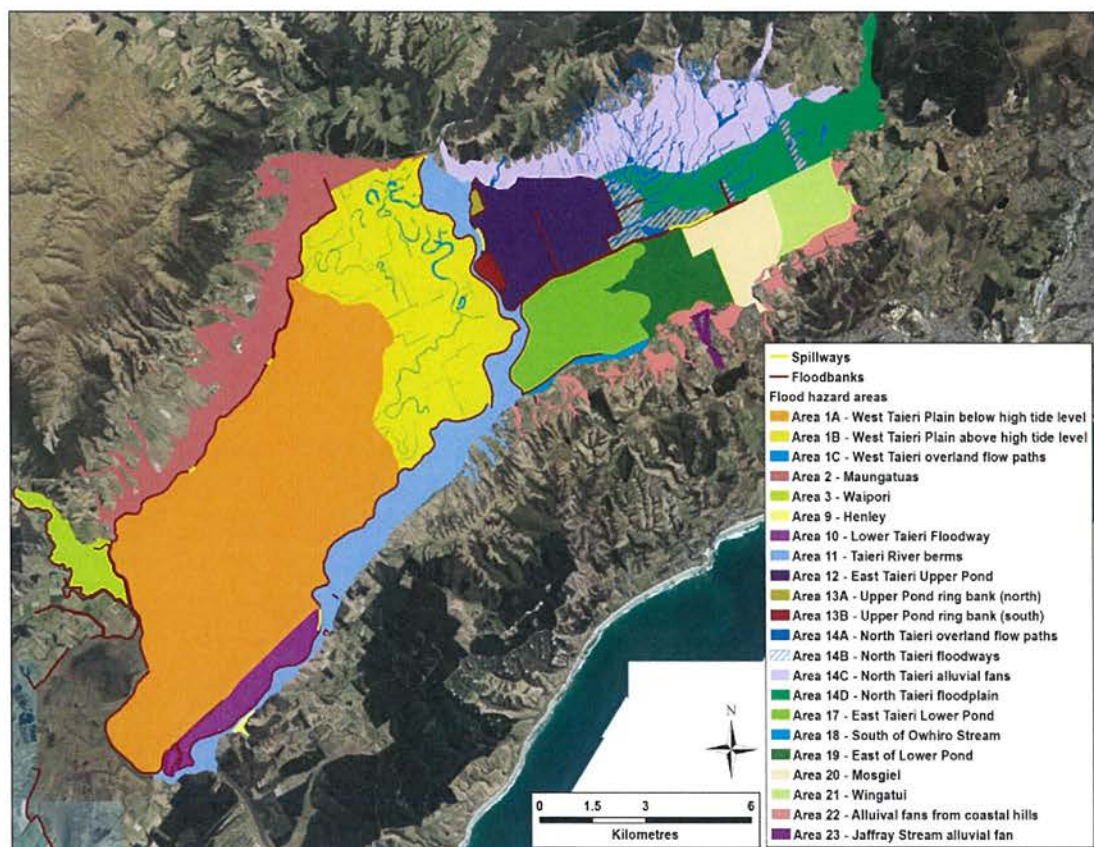 Spillways
Floodbanks
Flood hazard areas
Area 1A - West Taieri Plain below high tide level
Area 1B - West Taieri Plain above high tide level
Area 1C - West Taieri overland flow paths
Area 2 - Maungatuas
Area 3 - Waipori
Area 9 - Henley
Area 10 - Lower Taieri Floodway
Area 11 - Taieri River berms
Area 12 - East Taieri Upper Pond
Area 13A - Upper Pond ring bank (north)
Area 13B - Upper Pond ring bank (south)
Area 14A - North Taieri overland flow paths
Area 14B - North Taieri floodways
Area 14C - North Taieri alluvial fans
Area 14D - North Taieri floodplain
Area 17 - East Taieri Lower Pond
Area 18 - South of Owhiro Stream
Area 19 - East of Lower Pond
Area 20 - Mosgiel
Area 21 - Wingatui
Area 22 - Alluival fans from coastal hills
Area 23 - Jaffray Stream alluvial fan
N
0 1.5 3 6
Kilometres